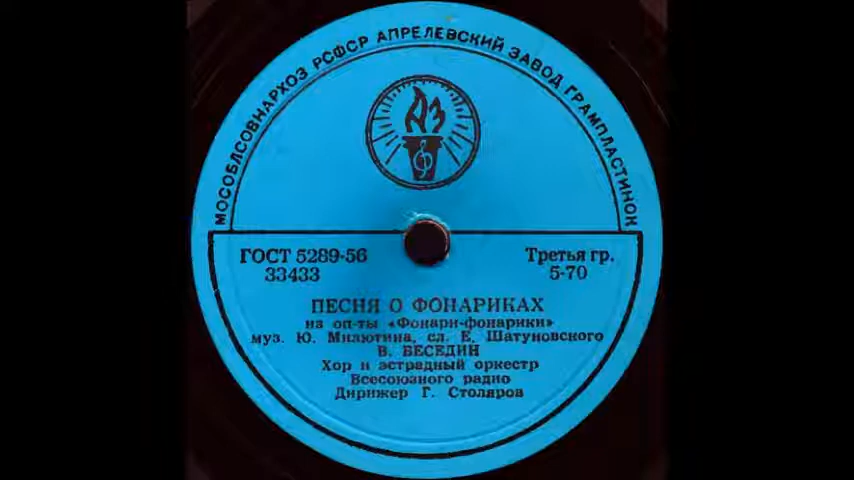 МОСОБЛСОВНАРХОЗ РСФСР АПРЕЛЕВСКИЙ ЗАВОД ГРАМПЛАСТИНОК
АЗ
ГОСТ 5289-56
33433
Третья гр.
5-70
ПЕСНЯ О ФОНАРИКАХ
из оп-ты «Фонари-фонарики»
муз. Ю. Милютина, сл. Е. Шатуновского
В. БЕСЕДИН
Хор и эстрадный оркестр
Всесоюзного радио
Дирижер Г. Столяров